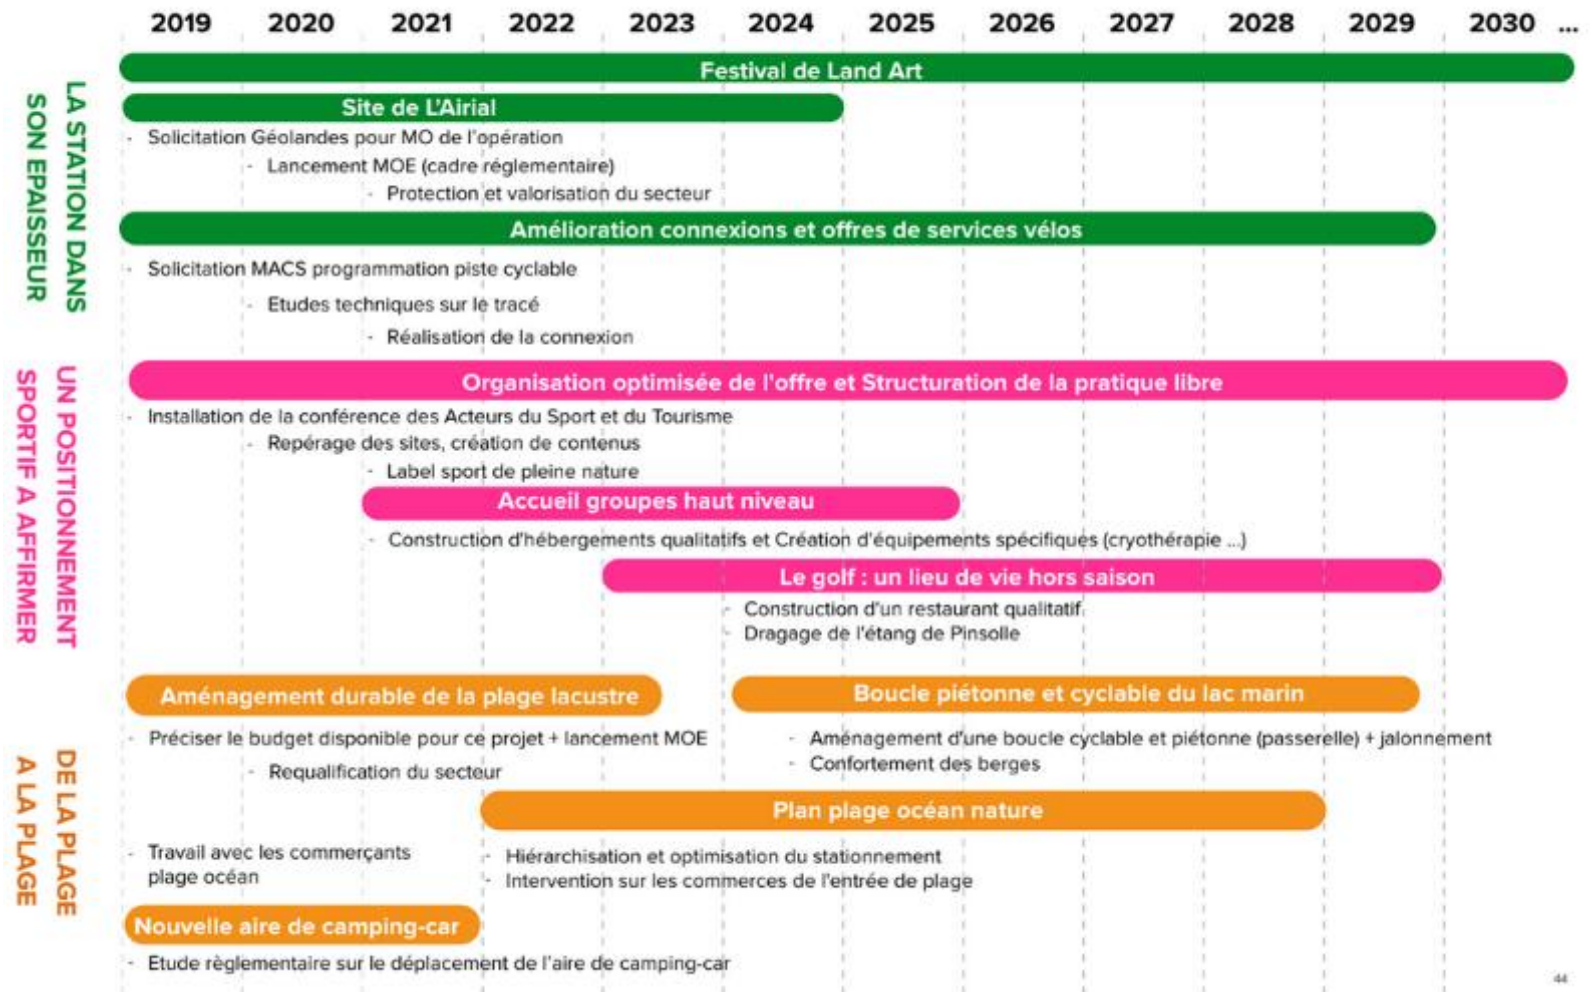 2019 2020 2021 2022 2023 2024 2025 2026 2027 2028 2029 2030 ...
LA STATION DANS
SON EPAISSEUR
Festival de Land Art
Site de L'Airial
- Solicitation Géolandes pour MO de l'opération
- Lancement MOE (cadre réglementaire)
- Protection et valorisation du secteur
Amélioration connexions et offres de services vélos
- Solicitation MACS programmation piste cyclable
- Etudes techniques sur le tracé
- Réalisation de la connexion
UN POSITIONNEMENT
SPORTIF A AFFIRMER
Organisation optimisée de l'offre et Structuration de la pratique libre
- Installation de la conférence des Acteurs du Sport et du Tourisme
- Repérage des sites, création de contenus
- Label sport de pleine nature
Accueil groupes haut niveau
- Construction d'hébergements qualitatifs et Création d'équipements spécifiques (cryothérapie ...)
Le golf : un lieu de vie hors saison
- Construction d'un restaurant qualitatif
- Dragage de l'étang de Pinsolle
DE LA PLAGE
A LA PLAGE
Aménagement durable de la plage lacustre
- Préciser le budget disponible pour ce projet + lancement MOE
- Requalification du secteur
Boucle piétonne et cyclable du lac marin
- Aménagement d'une boucle cyclable et piétonne (passerelle) + jalonnement
- Confortement des berges
Plan plage océan nature
- Travail avec les commerçants
plage océan
- Hiérarchisation et optimisation du stationnement
- Intervention sur les commerces de l'entrée de plage
Nouvelle aire de camping-car
- Etude règlementaire sur le déplacement de l'aire de camping-car
44